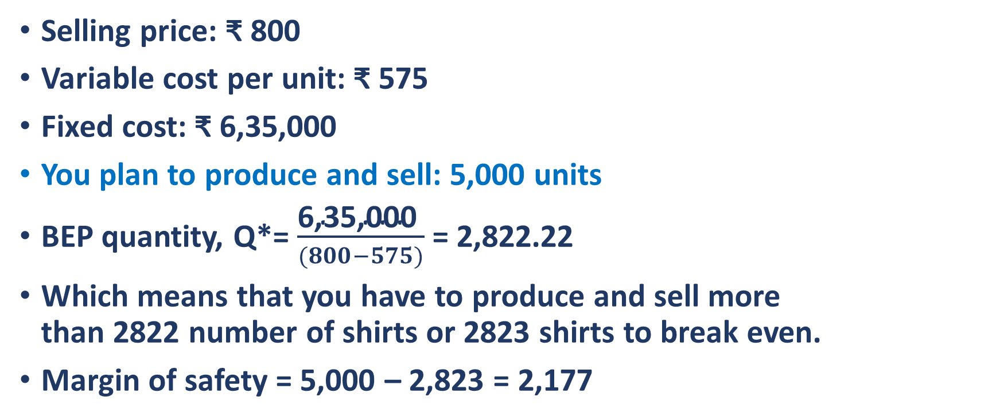 • Selling price: ₹ 800
• Variable cost per unit: ₹ 575
• Fixed cost: ₹ 6,35,000
• You plan to produce and sell: 5,000 units
• BEP quantity, Q*= 6,35,000 / (800−575) = 2,822.22
• Which means that you have to produce and sell more
than 2822 number of shirts or 2823 shirts to break even.
• Margin of safety = 5,000 – 2,823 = 2,177